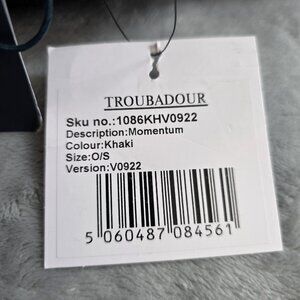 TROUBADOUR
Sku no.:1086KHV0922
Description:Momentum
Colour:Khaki
Size:O/S
Version:V0922
5 060487 084561